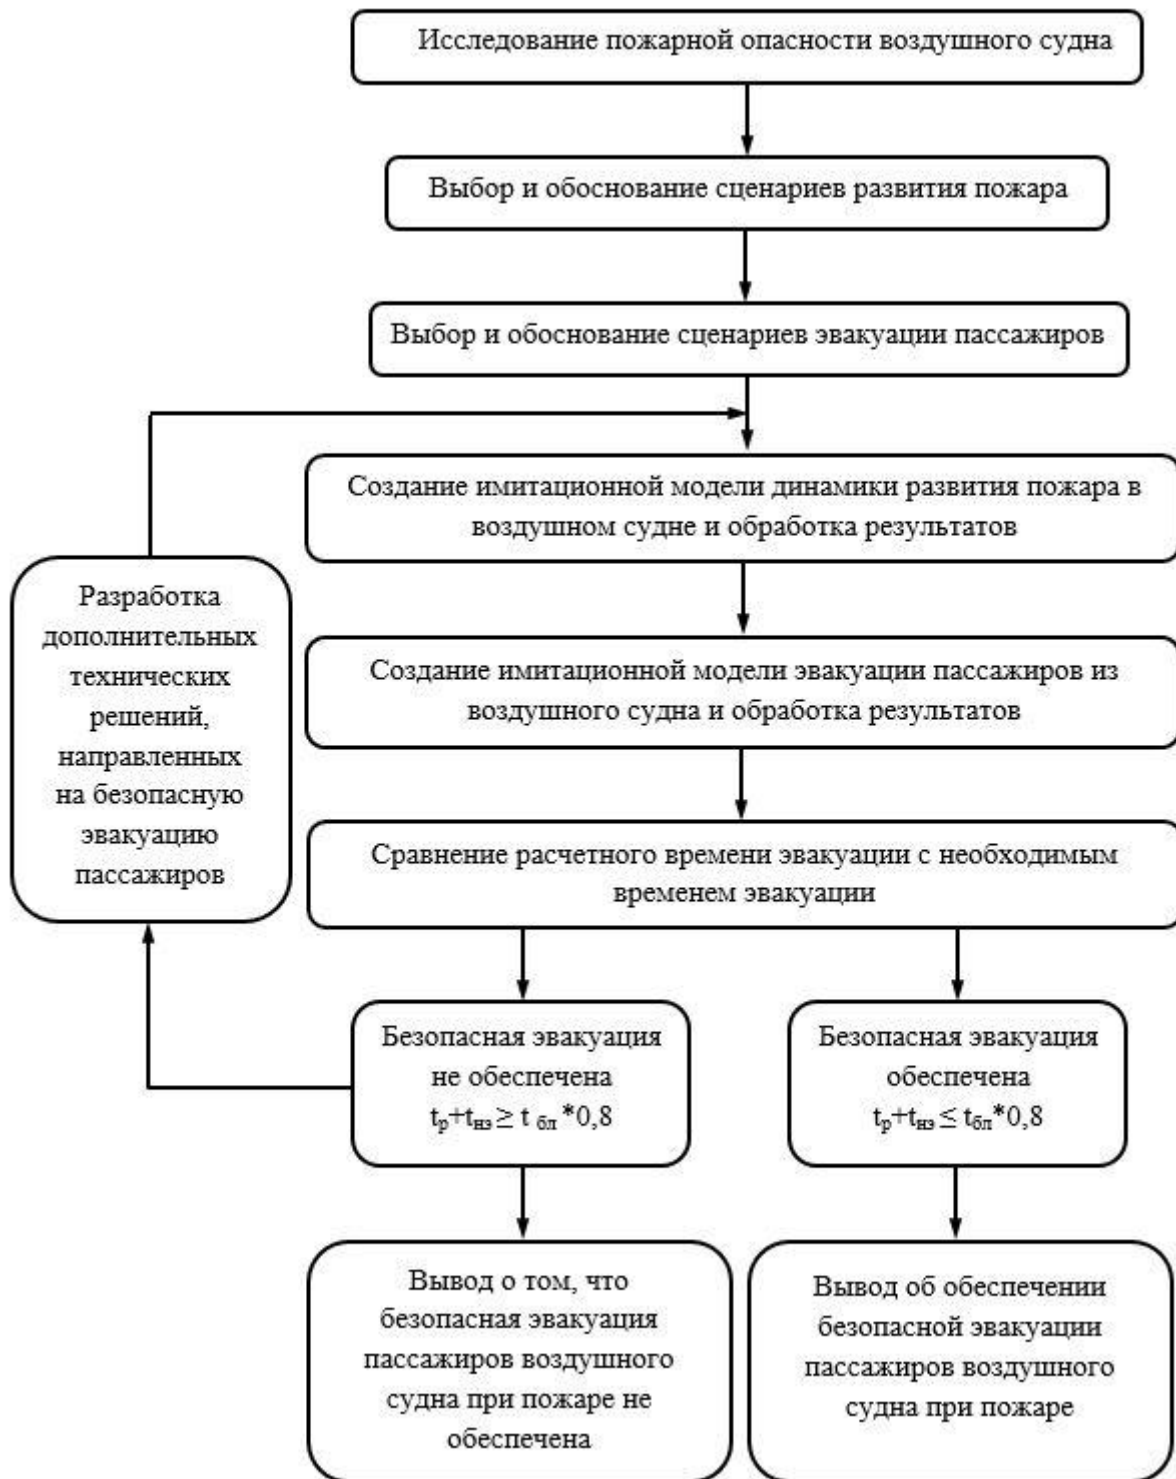 Исследование пожарной опасности воздушного судна
Выбор и обоснование сценариев развития пожара
Выбор и обоснование сценариев эвакуации пассажиров
Создание имитационной модели динамики развития пожара в
воздушном судне и обработка результатов
Разработка
дополнительных
технических
решений,
направленных
на безопасную
эвакуацию
пассажиров
Создание имитационной модели эвакуации пассажиров из
воздушного судна и обработка результатов
Сравнение расчетного времени эвакуации с необходимым
временем эвакуации
Безопасная эвакуация
не обеспечена
tр+tнэ ≥ t бл *0,8
Безопасная эвакуация
обеспечена
tр+tнэ ≤ tбл*0,8
Вывод о том, что
безопасная эвакуация
пассажиров воздушного
судна при пожаре не
обеспечена
Вывод об обеспечении
безопасной эвакуации
пассажиров воздушного
судна при пожаре